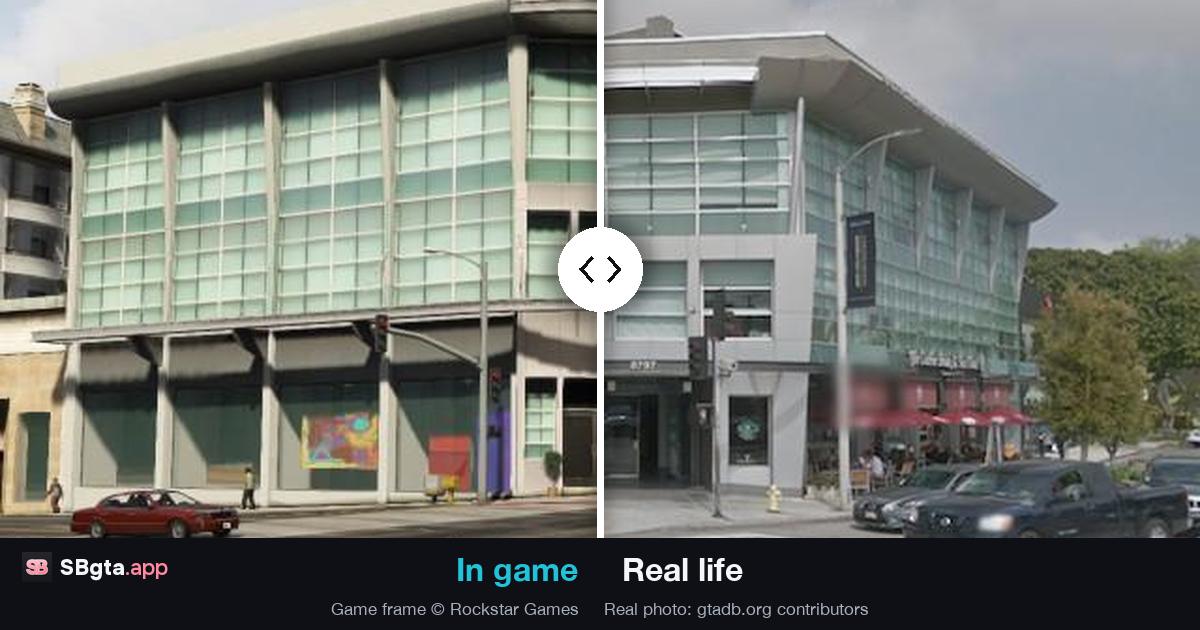 8797
SBgta.app
In game
Real life
Game frame © Rockstar Games
Real photo: gtadb.org contributors